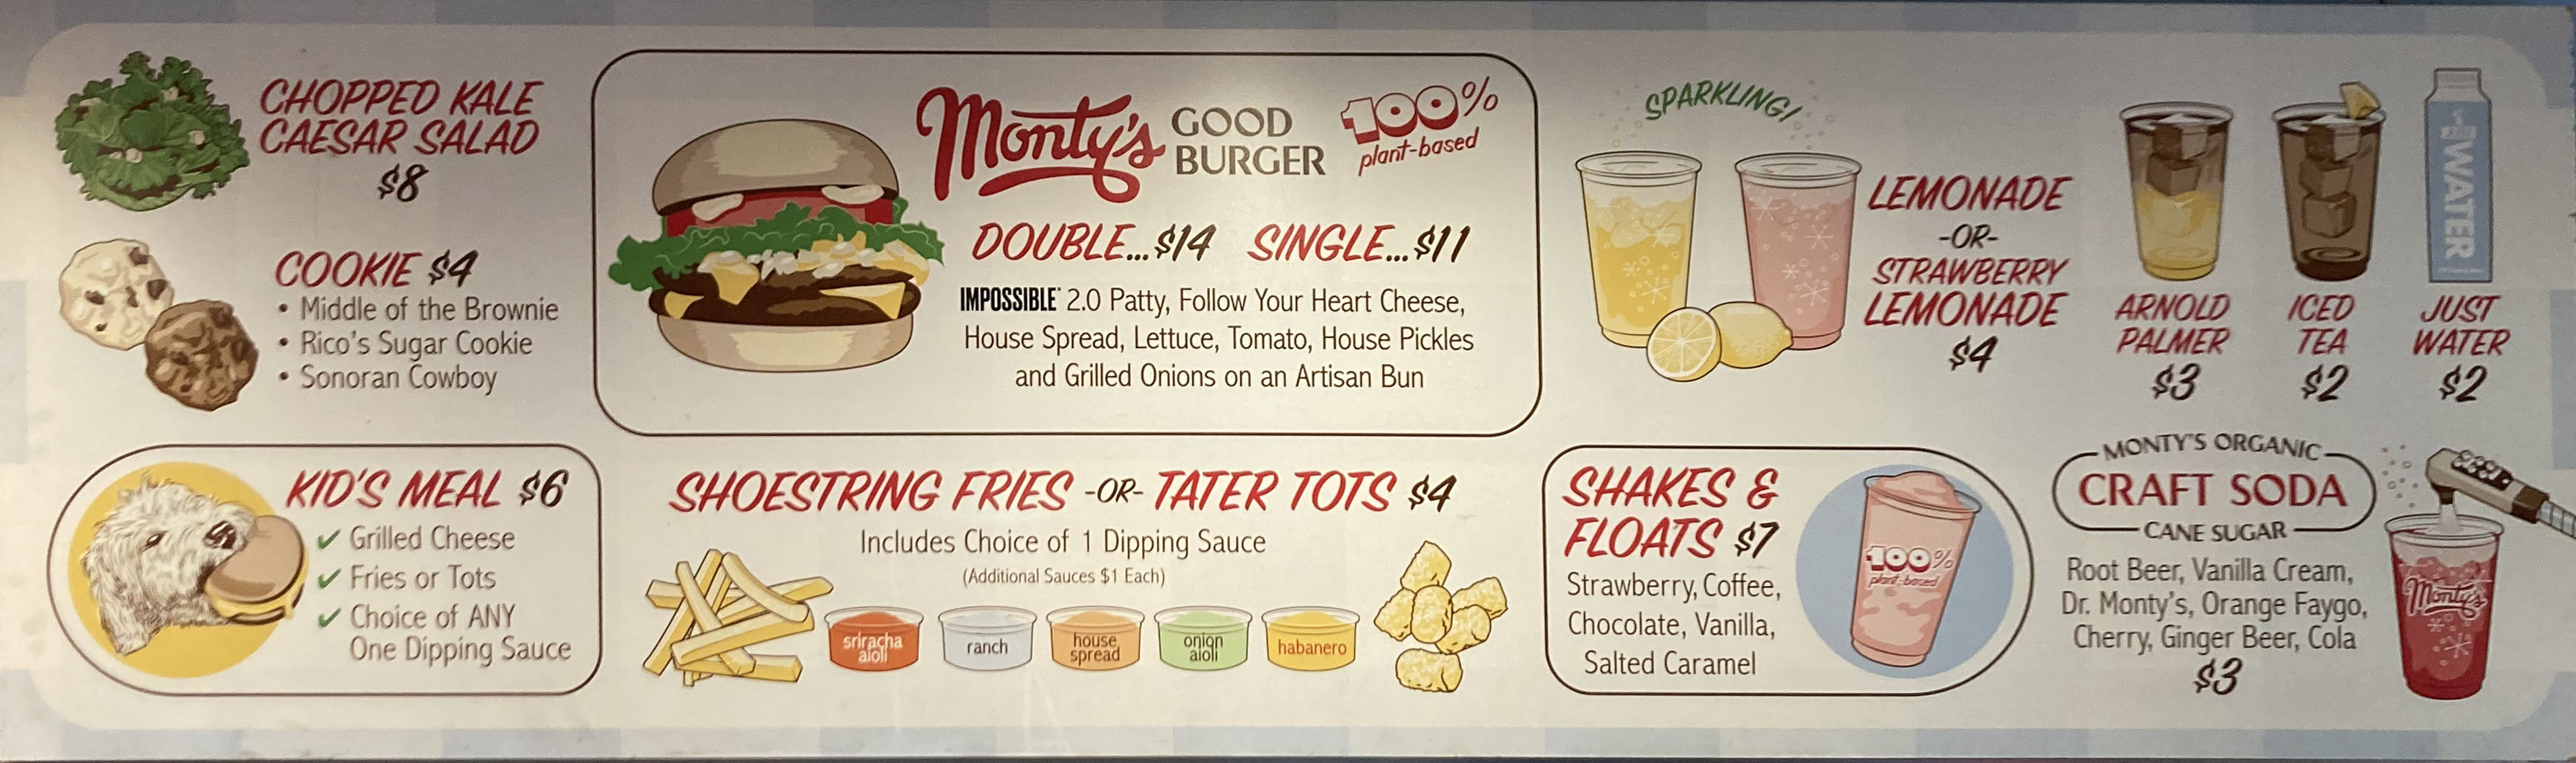 CHOPPED KALE
CAESAR SALAD
$8
COOKIE $4
• Middle of the Brownie
• Rico's Sugar Cookie
• Sonoran Cowboy
KID'S MEAL $6
✓ Grilled Cheese
✓ Fries or Tots
✓ Choice of ANY
One Dipping Sauce
Monty's GOOD
BURGER
100%
plant-based
DOUBLE...$14 SINGLE...$11
IMPOSSIBLE 2.0 Patty, Follow Your Heart Cheese,
House Spread, Lettuce, Tomato, House Pickles
and Grilled Onions on an Artisan Bun
SHOESTRING FRIES -OR- TATER TOTS $4
Includes Choice of 1 Dipping Sauce
(Additional Sauces $1 Each)
sriracha
aioli
ranch
house
spread
onion
aioli
habanero
SPARKLING!
LEMONADE
-OR-
STRAWBERRY
LEMONADE
$4
ARNOLD
PALMER
$3
ICED
TEA
$2
WATER
JUST
WATER
$2
SHAKES &
FLOATS $7
Strawberry, Coffee,
Chocolate, Vanilla,
Salted Caramel
100%
plant-based
MONTY'S ORGANIC
CRAFT SODA
CANE SUGAR
Root Beer, Vanilla Cream,
Dr. Monty's, Orange Faygo,
Cherry, Ginger Beer, Cola
$3
Monty's